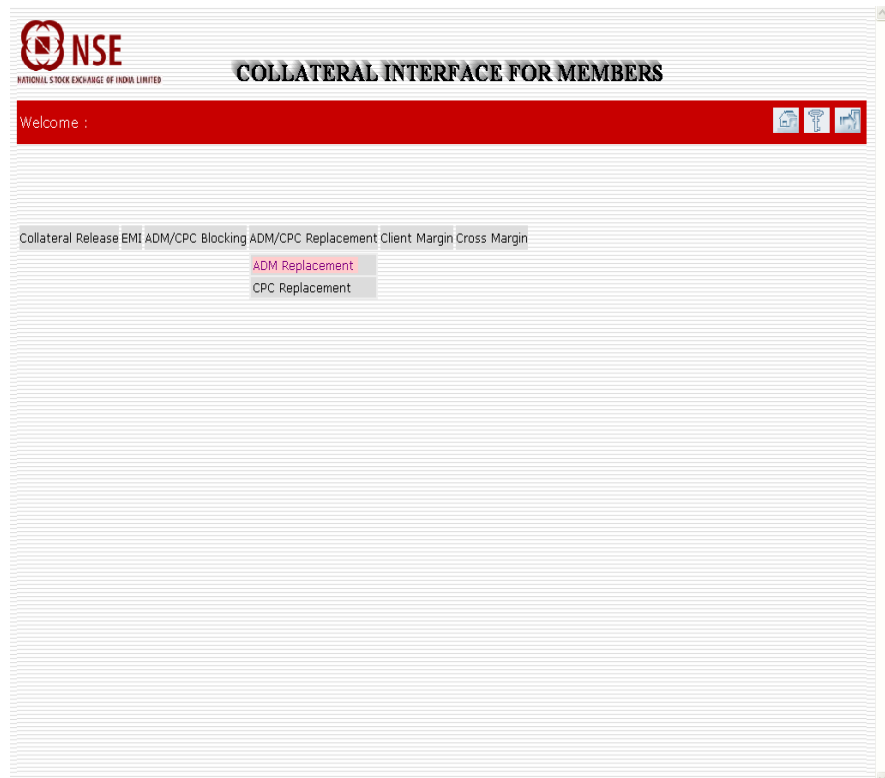 NSE
NATIONAL STOCK EXCHANGE OF INDIA LIMITED
COLLATERAL INTERFACE FOR MEMBERS
Welcome :
Collateral Release EMI ADM/CPC Blocking ADM/CPC Replacement Client Margin Cross Margin
ADM Replacement
CPC Replacement